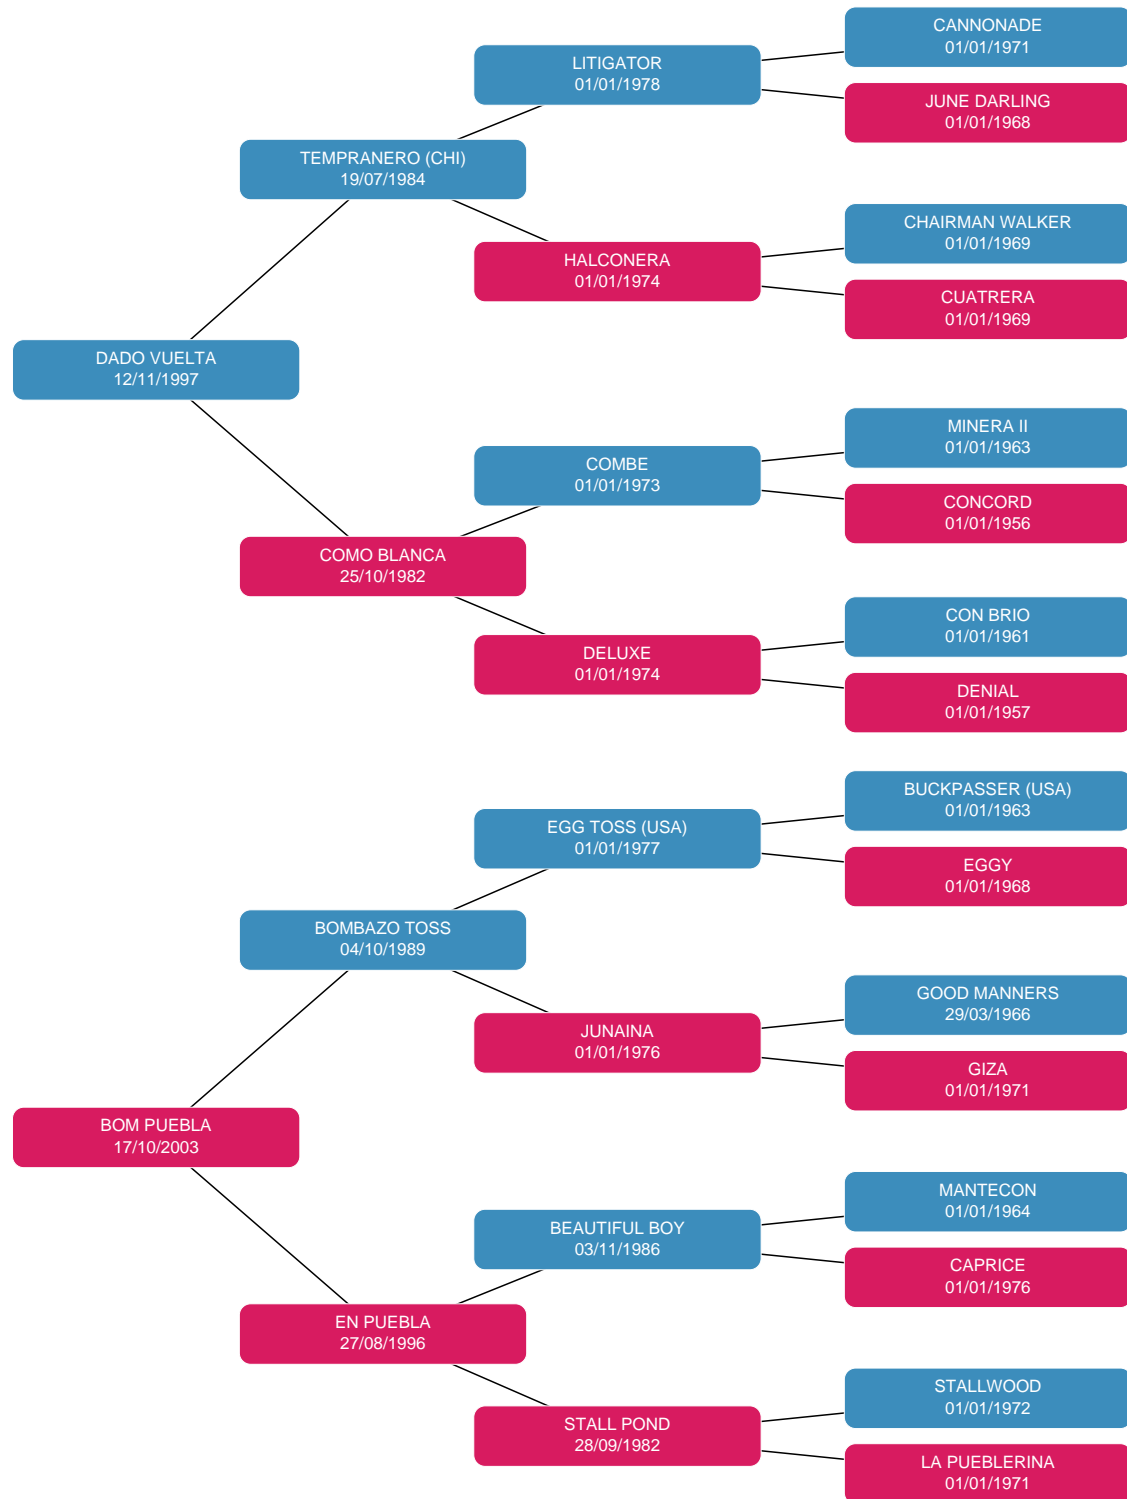 CANNONADE
01/01/1971
LITIGATOR
01/01/1978
JUNE DARLING
01/01/1968
TEMPRANERO (CHI)
19/07/1984
CHAIRMAN WALKER
01/01/1969
HALCONERA
01/01/1974
CUATRERA
01/01/1969
DADO VUELTA
12/11/1997
MINERA II
01/01/1963
COMBE
01/01/1973
CONCORD
01/01/1956
COMO BLANCA
25/10/1982
CON BRIO
01/01/1961
DELUXE
01/01/1974
DENIAL
01/01/1957
BUCKPASSER (USA)
01/01/1963
EGG TOSS (USA)
01/01/1977
EGGY
01/01/1968
BOMBAZO TOSS
04/10/1989
GOOD MANNERS
29/03/1966
JUNAINA
01/01/1976
GIZA
01/01/1971
BOM PUEBLA
17/10/2003
MANTECON
01/01/1964
BEAUTIFUL BOY
03/11/1986
CAPRICE
01/01/1976
EN PUEBLA
27/08/1996
STALLWOOD
01/01/1972
STALL POND
28/09/1982
LA PUEBLERINA
01/01/1971